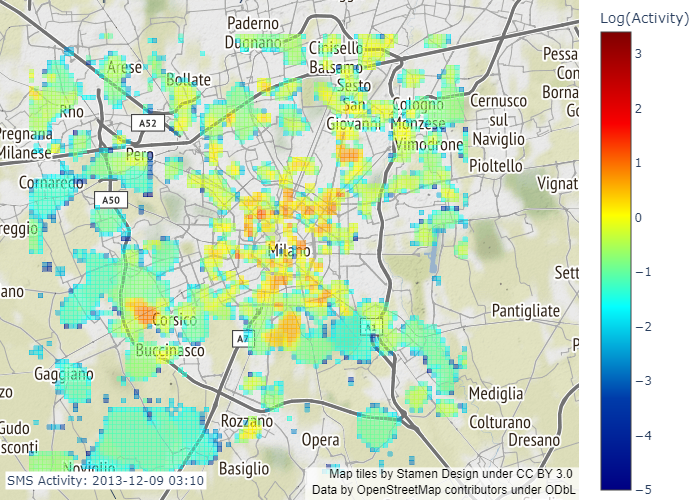 Paderno
Dugnano
Cinisello
Balsamo
Arese
Bollate
Sesto
San
Giovanni
Cologno
Monzese
Cernusco
sul
Naviglio
Pessa
Con
Borna
Go
Rho
A52
Pregnana
Milanese
Pero
Vimodrone
Pioltello
Cornaredo
A50
Vignat
reggio
Milano
Sett
ano
Pantigliate
Corsico
A7
A1
Buccinasco
P
Gaggiano
zo
Mediglia
Rozzano
Colturano
Gudo
sconti
Opera
Dresano
Noviglio
Basiglio
SMS Activity: 2013-12-09 03:10
Map tiles by Stamen Design under CC BY 3.0
Data by OpenStreetMap contributors under ODbL
Log(Activity)
3
2
1
0
−1
−2
−3
−4
−5